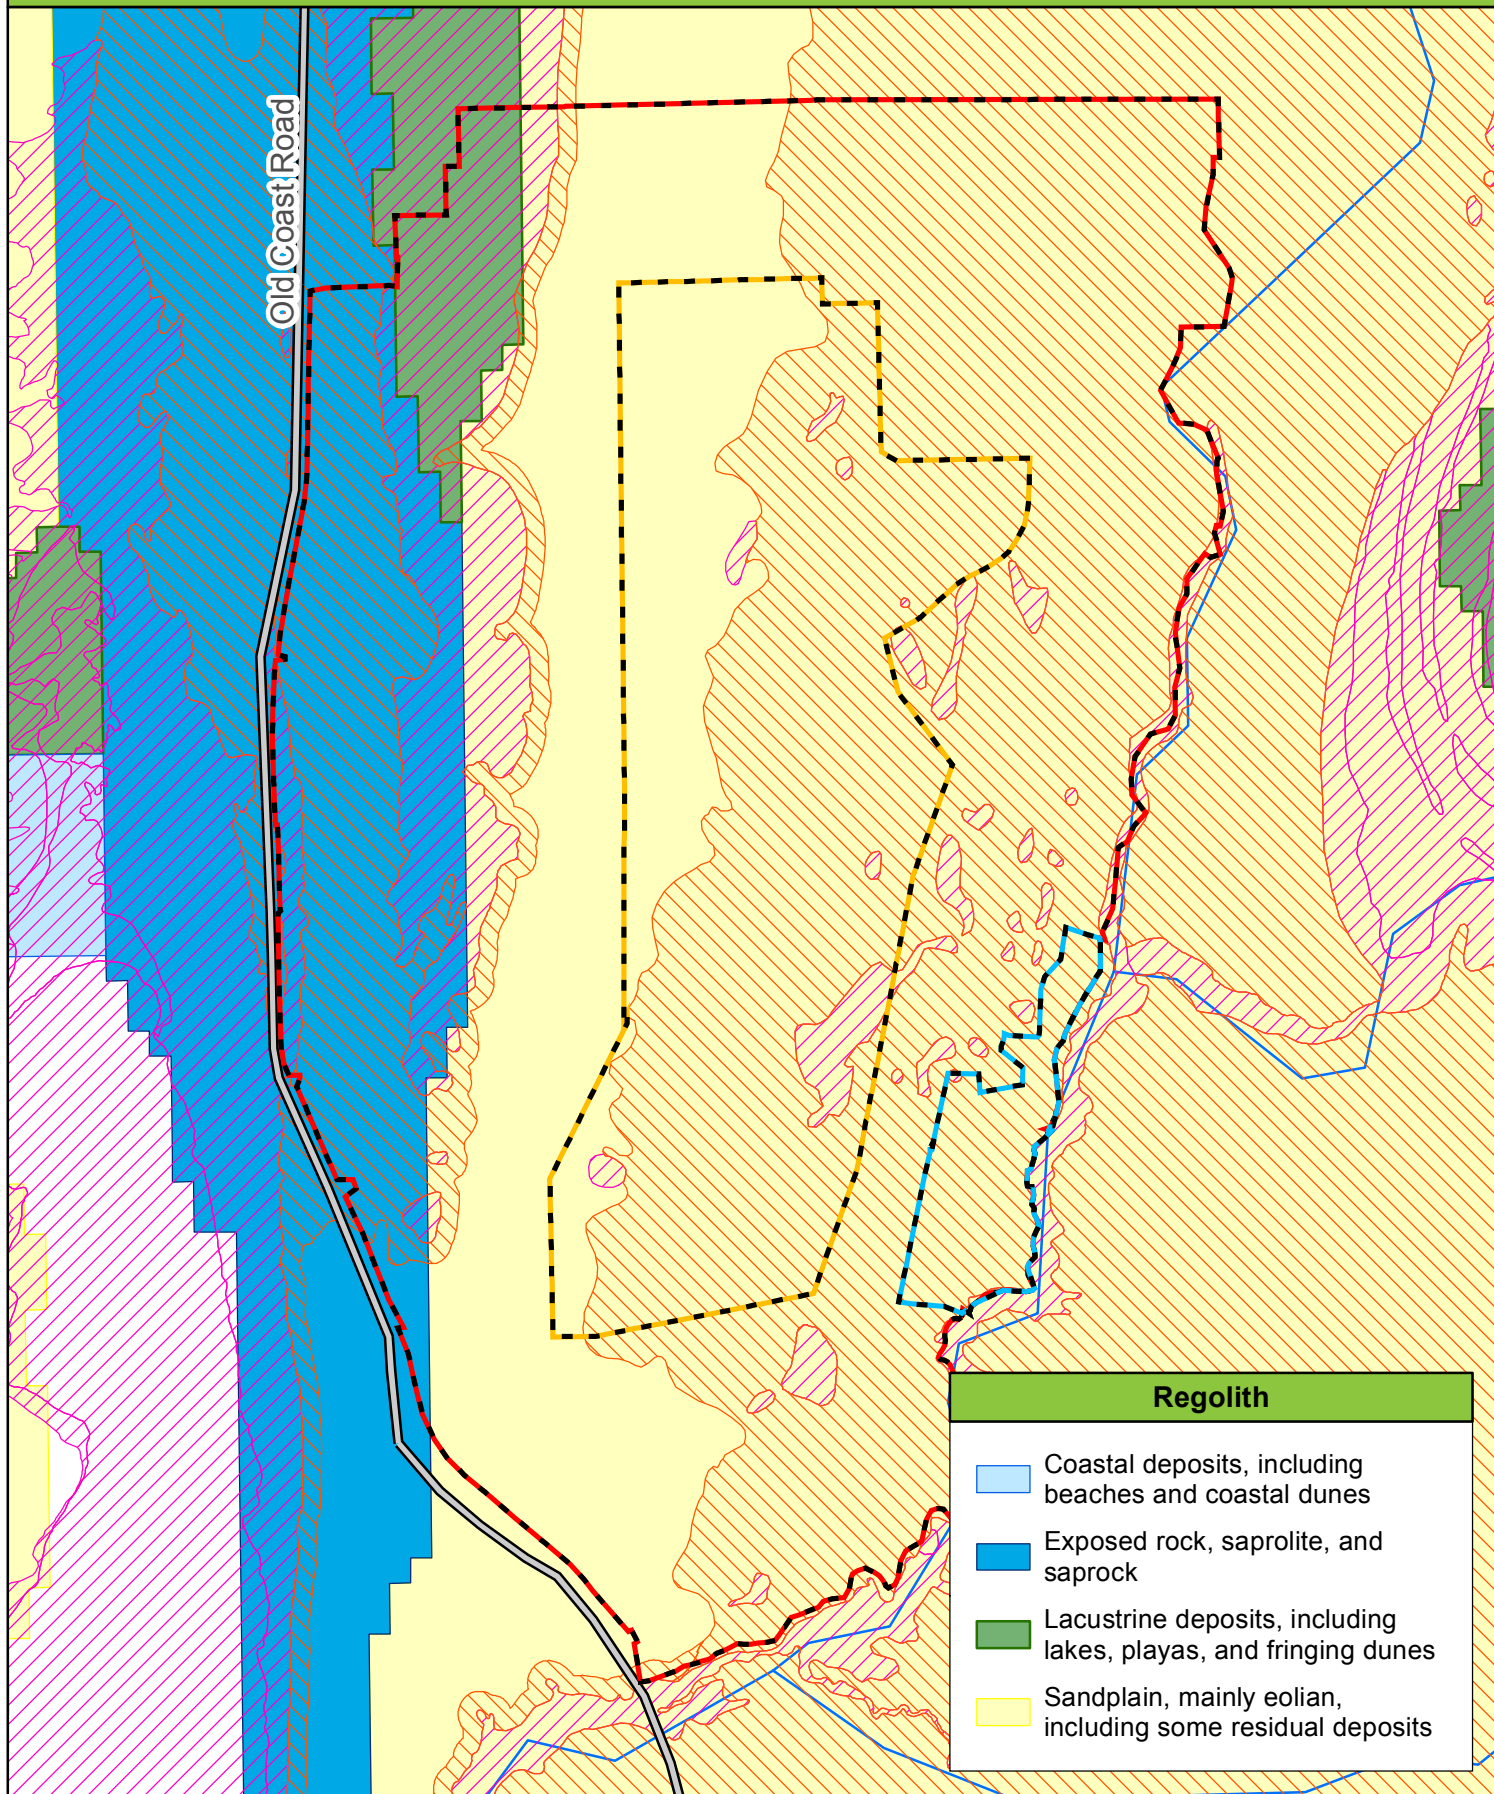 Old Coast Road
Regolith
Coastal deposits, including
beaches and coastal dunes
Exposed rock, saprolite, and
saprock
Lacustrine deposits, including
lakes, playas, and fringing dunes
Sandplain, mainly eolian,
including some residual deposits